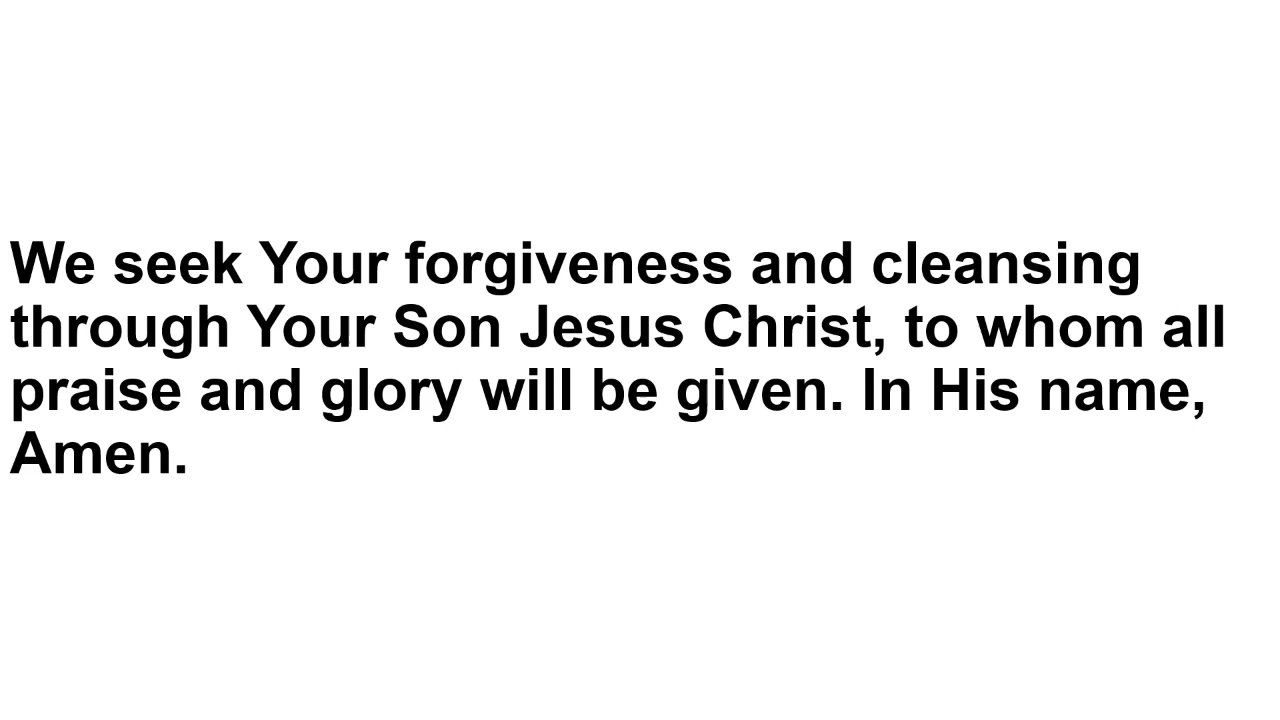 We seek Your forgiveness and cleansing
through Your Son Jesus Christ, to whom all
praise and glory will be given. In His name,
Amen.